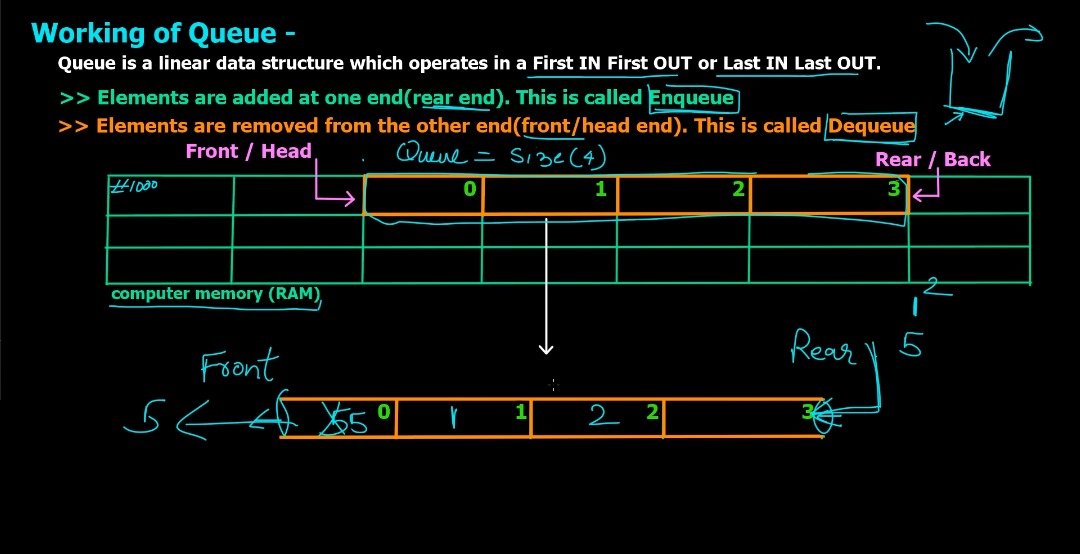 Working of Queue -
Queue is a linear data structure which operates in a First IN First OUT or Last IN Last OUT.
>> Elements are added at one end(rear end). This is called Enqueue
>> Elements are removed from the other end(front/head end). This is called Dequeue
Front / Head
Queue = Size(4)
Rear / Back
#1000
0 1 2 3
computer memory (RAM)
2
1
5
Front
Rear
5
5 0 1 1 2 2 3